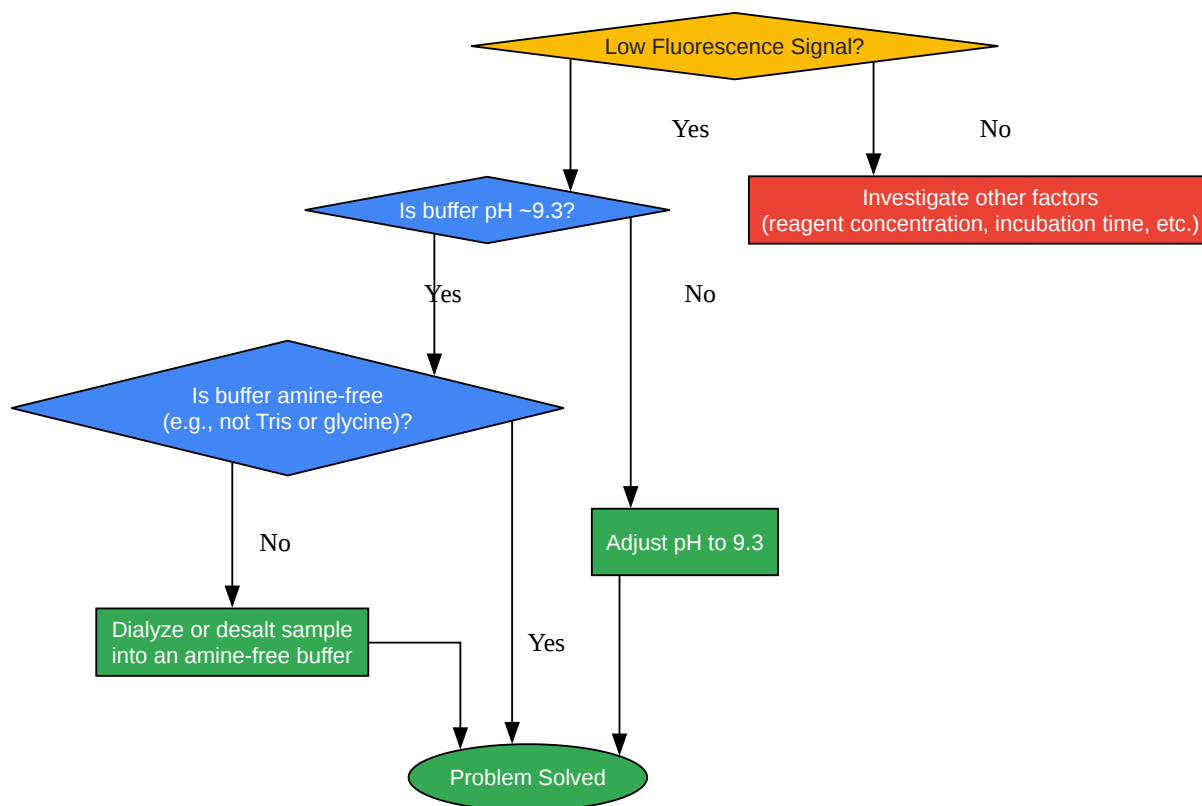 Low Fluorescence Signal?
Yes
No
Is buffer pH ~9.3?
Investigate other factors
(reagent concentration, incubation time, etc.)
Yes
No
Is buffer amine-free
(e.g., not Tris or glycine)?
No
Adjust pH to 9.3
Dialyze or desalt sample
into an amine-free buffer
Yes
Problem Solved